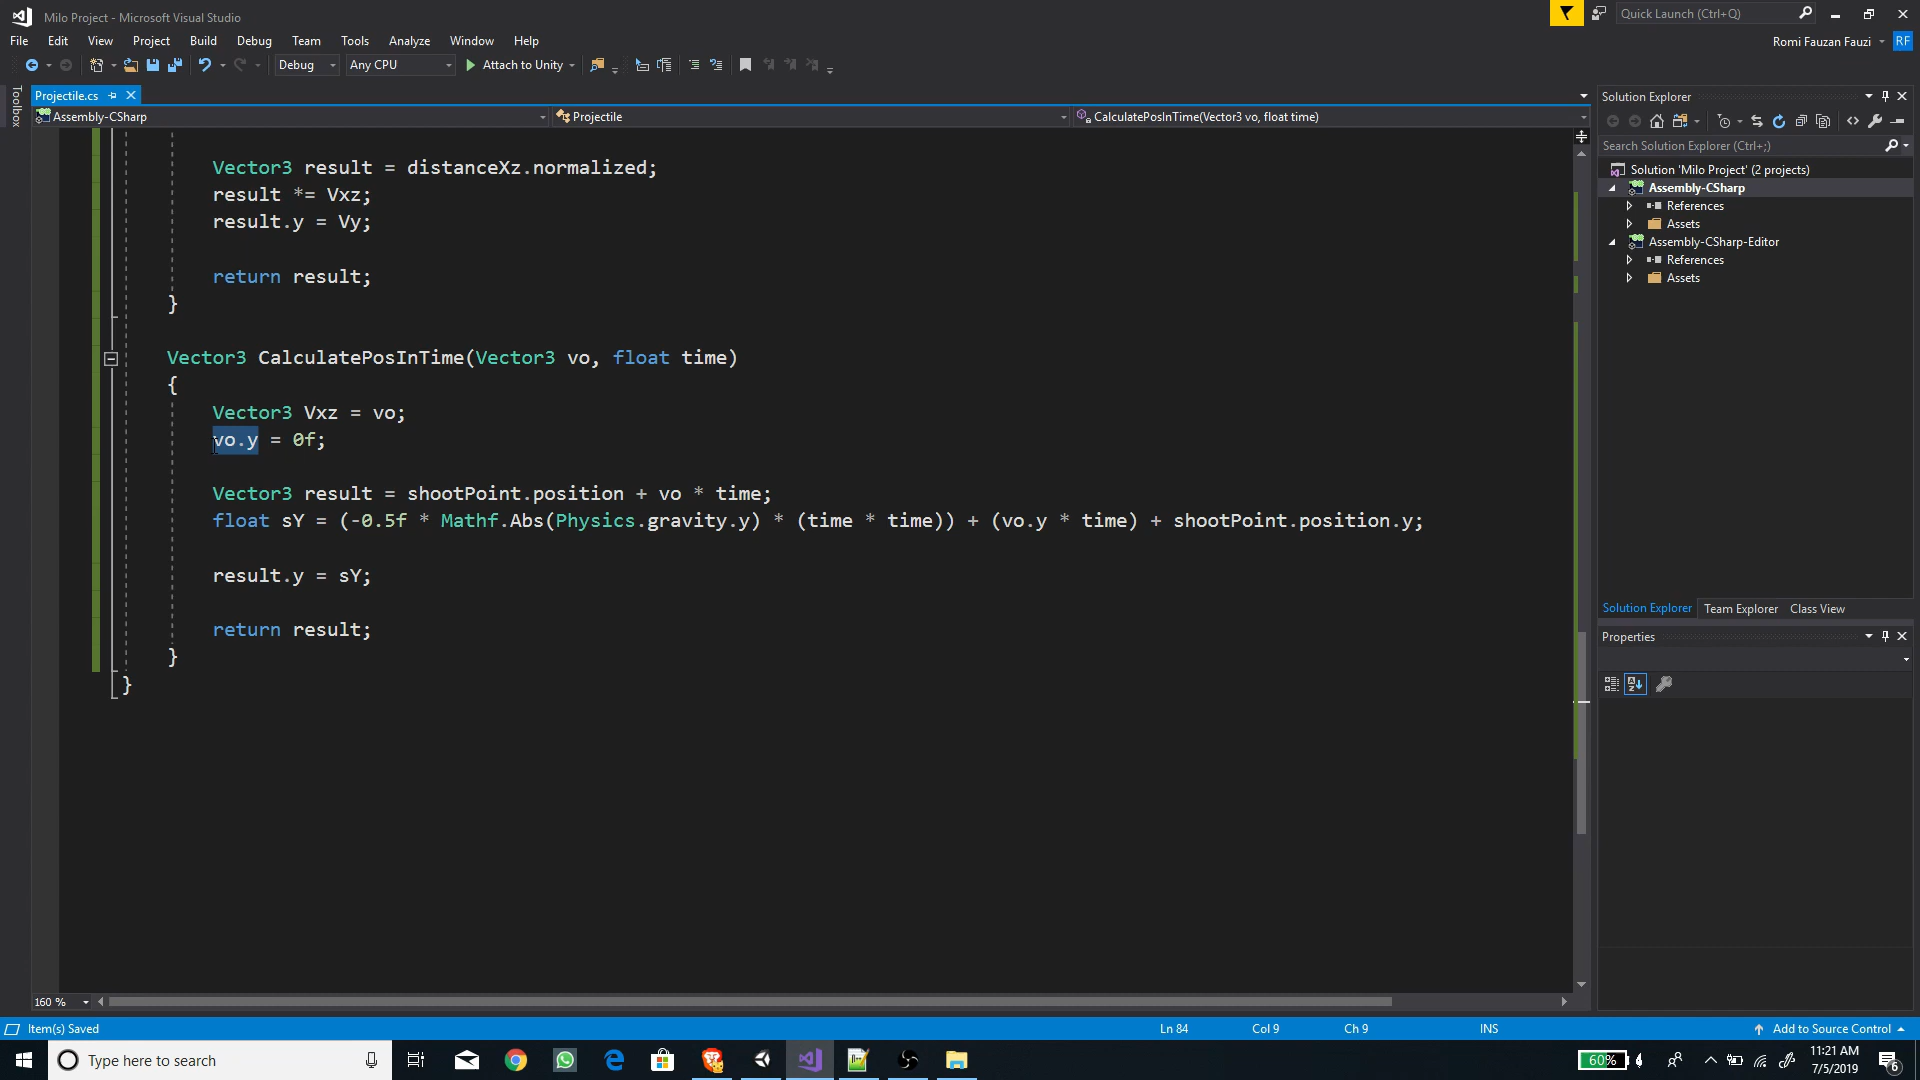 Milo Project - Microsoft Visual Studio
Quick Launch (Ctrl+Q)
File Edit View Project Build Debug Team Tools Analyze Window Help
Romi Fauzan Fauzi RF
Debug Any CPU Attach to Unity
Toolbox
Projectile.cs
Assembly-CSharp Projectile CalculatePosInTime(Vector3 vo, float time)
Vector3 result = distanceXz.normalized;
result *= Vxz;
result.y = Vy;
return result;
}
Vector3 CalculatePosInTime(Vector3 vo, float time)
{
Vector3 Vxz = vo;
vo.y = 0f;
Vector3 result = shootPoint.position + vo * time;
float sY = (-0.5f * Mathf.Abs(Physics.gravity.y) * (time * time)) + (vo.y * time) + shootPoint.position.y;
result.y = sY;
return result;
}
}
Solution Explorer
Search Solution Explorer (Ctrl+;)
Solution 'Milo Project' (2 projects)
Assembly-CSharp
References
Assets
Assembly-CSharp-Editor
References
Assets
Solution Explorer Team Explorer Class View
Properties
160 %
Item(s) Saved Ln 84 Col 9 Ch 9 INS Add to Source Control
Type here to search
60%
11:21 AM
7/5/2019
6